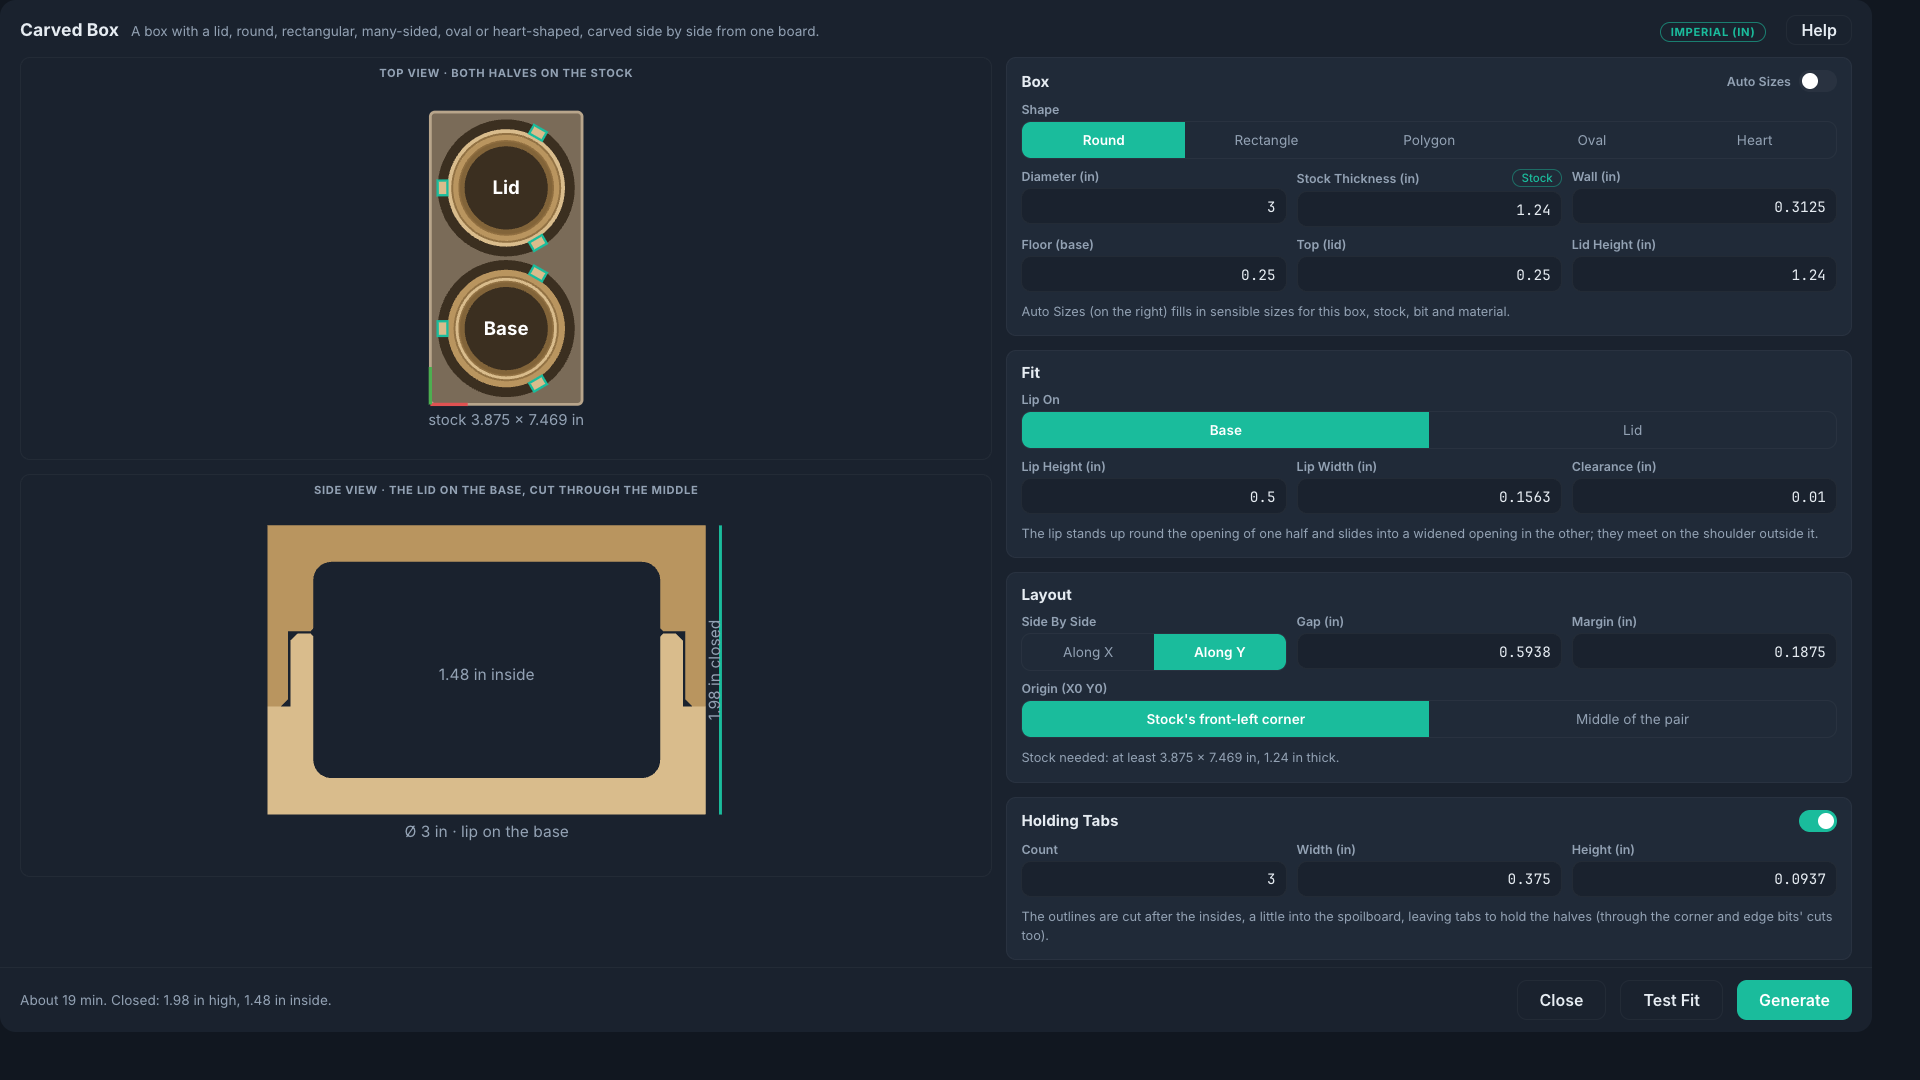 Carved Box A box with a lid, round, rectangular, many-sided, oval or heart-shaped, carved side by side from one board.
IMPERIAL (IN)
Help
TOP VIEW · BOTH HALVES ON THE STOCK
Lid
Base
stock 3.875 × 7.469 in
SIDE VIEW · THE LID ON THE BASE, CUT THROUGH THE MIDDLE
1.48 in inside
1.98 in closed
Ø 3 in · lip on the base
Box
Auto Sizes
Shape
Round Rectangle Polygon Oval Heart
Diameter (in) Stock Thickness (in) Stock Wall (in)
3 1.24 0.3125
Floor (base) Top (lid) Lid Height (in)
0.25 0.25 1.24
Auto Sizes (on the right) fills in sensible sizes for this box, stock, bit and material.
Fit
Lip On
Base Lid
Lip Height (in) Lip Width (in) Clearance (in)
0.5 0.1563 0.01
The lip stands up round the opening of one half and slides into a widened opening in the other; they meet on the shoulder outside it.
Layout
Side By Side Gap (in) Margin (in)
Along X Along Y 0.5938 0.1875
Origin (X0 Y0)
Stock's front-left corner Middle of the pair
Stock needed: at least 3.875 × 7.469 in, 1.24 in thick.
Holding Tabs
Count Width (in) Height (in)
3 0.375 0.0937
The outlines are cut after the insides, a little into the spoilboard, leaving tabs to hold the halves (through the corner and edge bits' cuts
too).
About 19 min. Closed: 1.98 in high, 1.48 in inside.
Close Test Fit Generate